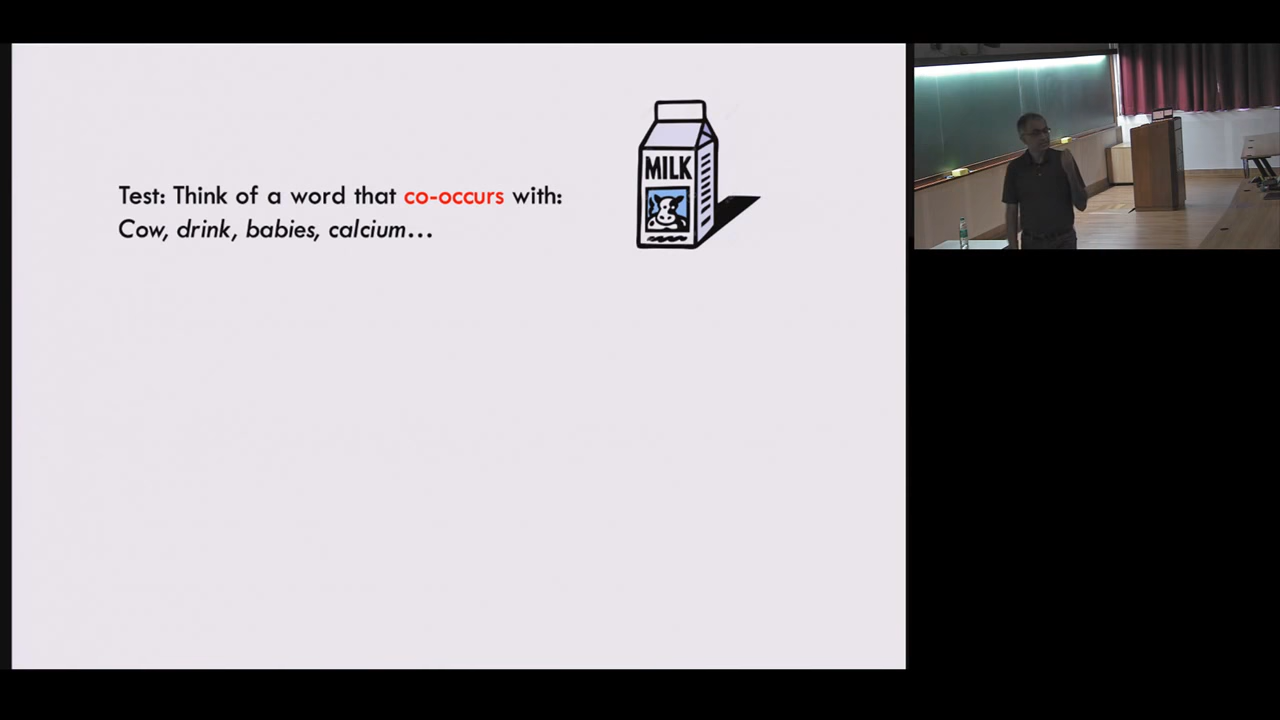 Test: Think of a word that co-occurs with:
Cow, drink, babies, calcium...
MILK